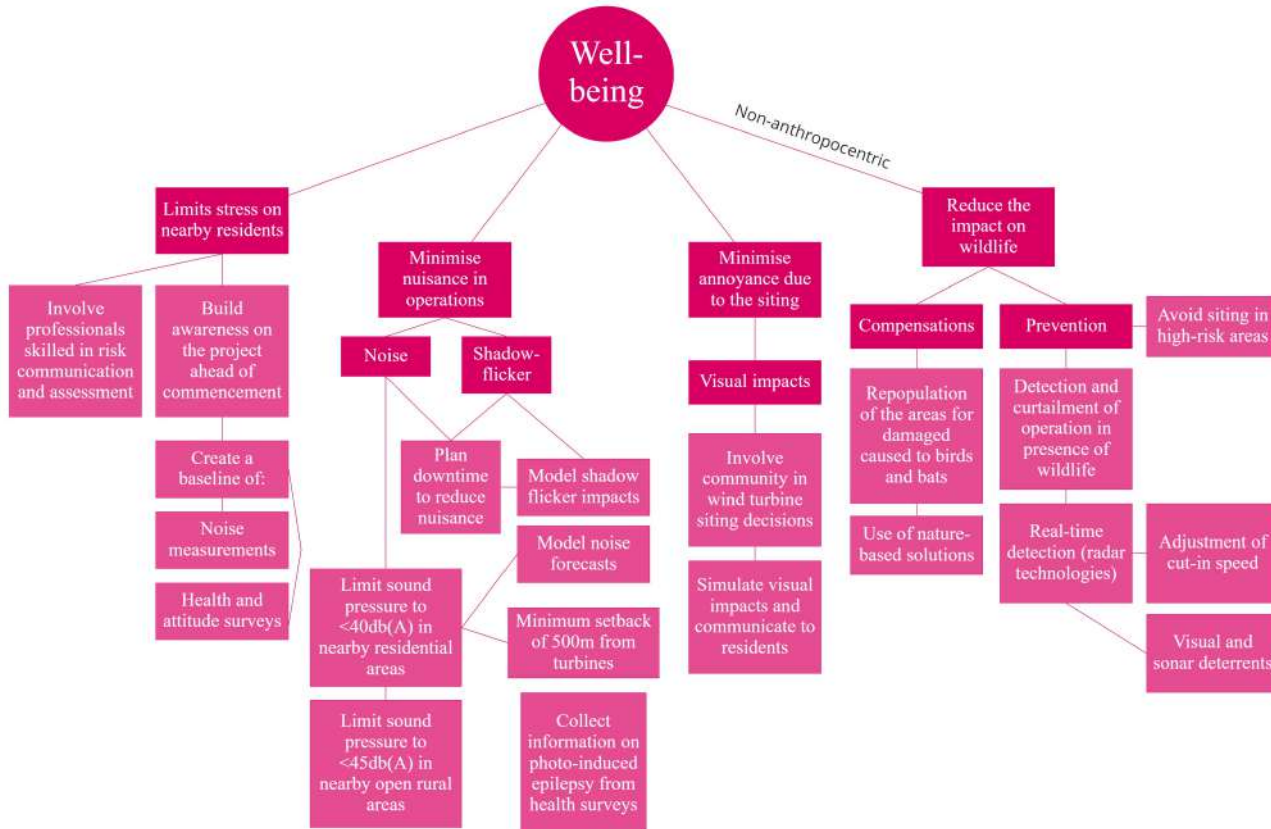 Well-
being
Non-anthropocentric
Limits stress on
nearby residents
Involve
professionals
skilled in risk
communication
and assessment
Build
awareness on
the project
ahead of
commencement
Create a
baseline of:
Noise
measurements
Health and
attitude surveys
Minimise
nuisance in
operations
Noise
Shadow-
flicker
Plan
downtime
to reduce
nuisance
Model shadow
flicker impacts
Model noise
forecasts
Limit sound
pressure to
<40db(A) in
nearby residential
areas
Minimum setback
of 500m from
turbines
Limit sound
pressure to
<45db(A) in
nearby open rural
areas
Collect
information on
photo-induced
epilepsy from
health surveys
Minimise
annoyance due
to the siting
Visual impacts
Involve
community in
wind turbine
siting decisions
Simulate visual
impacts and
communicate to
residents
Reduce the
impact on
wildlife
Compensations
Repopulation
of the areas for
damaged
caused to birds
and bats
Use of nature-
based solutions
Prevention
Avoid siting in
high-risk areas
Detection and
curtailment of
operation in
presence of
wildlife
Real-time
detection (radar
technologies)
Adjustment of
cut-in speed
Visual and
sonar deterrents